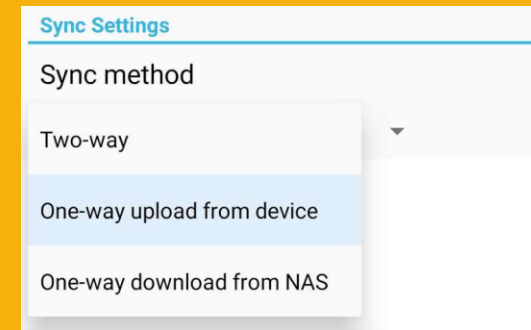 Sync Settings
Sync method
Two-way
One-way upload from device
One-way download from NAS